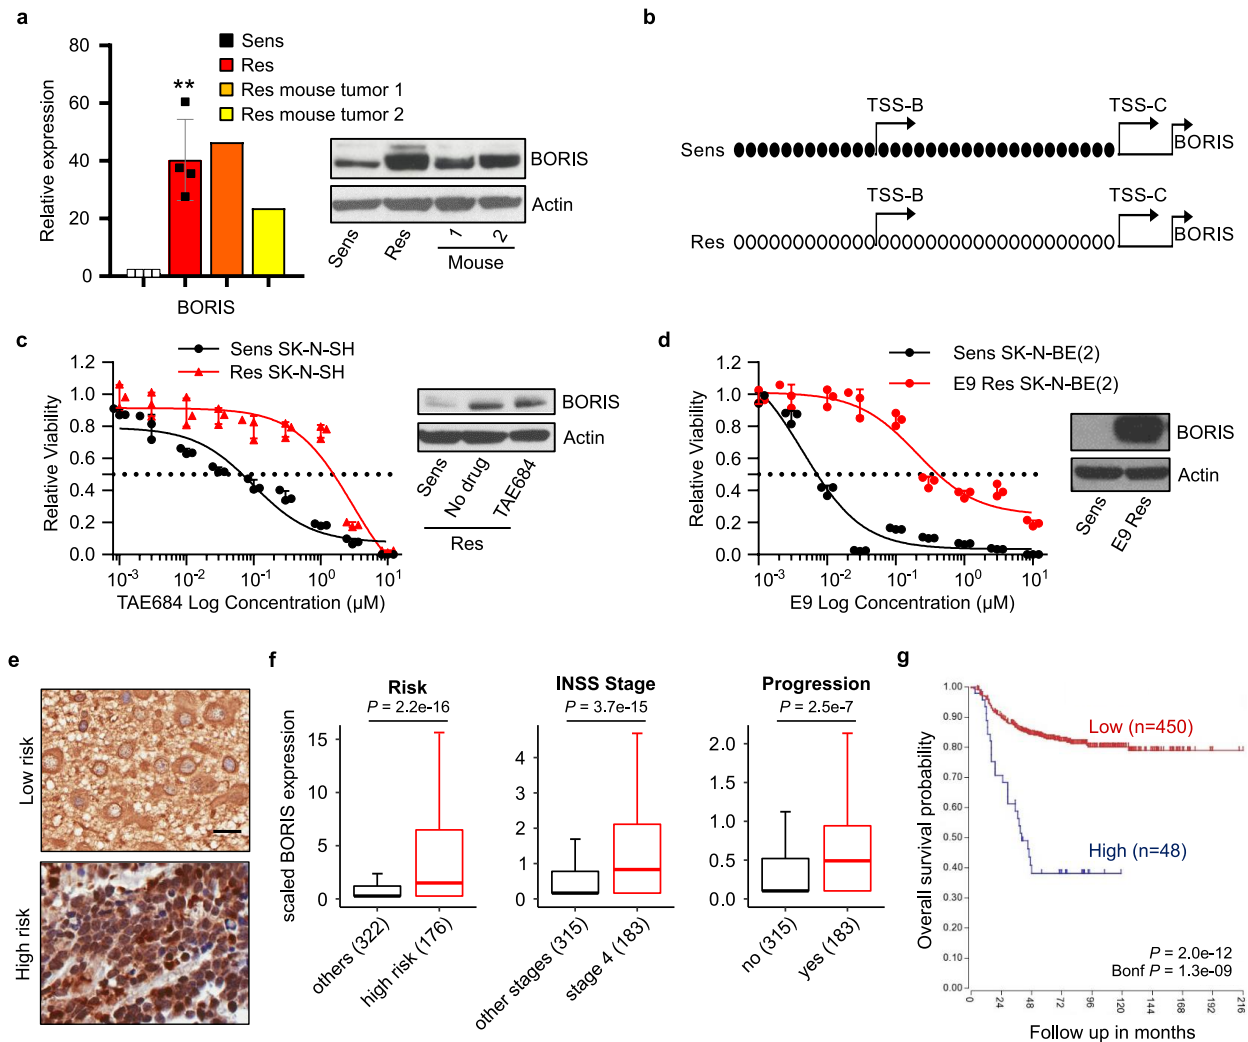 a
80
60
40
20
0
Relative expression
**
Sens
Res
Res mouse tumor 1
Res mouse tumor 2
BORIS
BORIS
Actin
Sens
Res
1
2
Mouse
b
TSS-B
TSS-C
Sens
BORIS
TSS-B
TSS-C
Res
BORIS
c
Sens SK-N-SH
Res SK-N-SH
1.2
1.0
0.8
0.6
0.4
0.2
0.0
Relative Viability
10-3
10-2
10-1
100
101
TAE684 Log Concentration (µM)
BORIS
Actin
Sens
No drug
TAE684
Res
d
Sens SK-N-BE(2)
E9 Res SK-N-BE(2)
1.2
1.0
0.8
0.6
0.4
0.2
0.0
Relative Viability
10-3
10-2
10-1
100
101
E9 Log Concentration (µM)
BORIS
Actin
Sens
E9 Res
e
Low risk
High risk
f
scaled BORIS expression
Risk
P = 2.2e-16
15
10
5
0
others (322)
high risk (176)
INSS Stage
P = 3.7e-15
4
3
2
1
0
other stages (315)
stage 4 (183)
Progression
P = 2.5e-7
2.0
1.5
1.0
0.5
0.0
no (315)
yes (183)
g
Overall survival probability
1.00
0.90
0.80
0.70
0.60
0.50
0.40
0.30
0.20
0.10
0.00
Low (n=450)
High (n=48)
P = 2.0e-12
Bonf P = 1.3e-09
0
24
48
72
96
120
144
168
192
216
Follow up in months